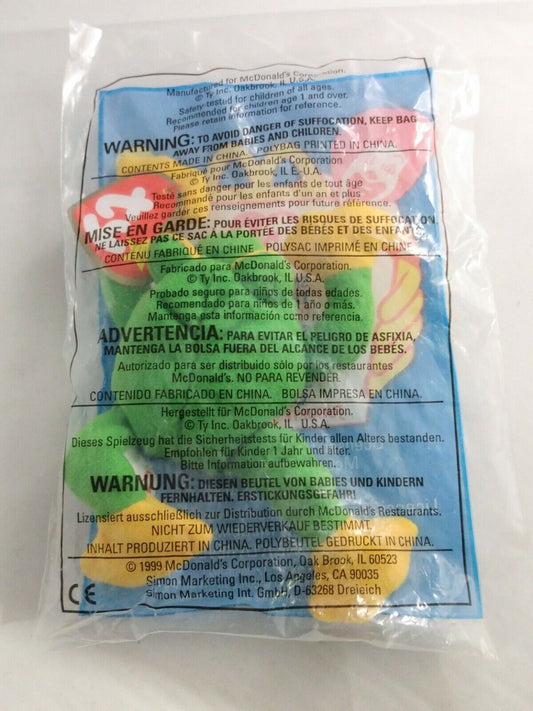 Manufactured for McDonald's Corporation.
© Ty Inc. Oakbrook, IL U.S.A.
Safety tested for children of all ages.
Recommended for children age 1 and over.
Please retain information for reference.
WARNING: TO AVOID DANGER OF SUFFOCATION, KEEP BAG
AWAY FROM BABIES AND CHILDREN.
CONTENTS MADE IN CHINA. POLYBAG PRINTED IN CHINA.
Fabriqué pour McDonald's Corporation
© Ty Inc. Oakbrook, IL E.-U.A.
Testé sans danger pour les enfants de tout âge
Recommandé pour les enfants d'un an et plus
Veuillez garder ces renseignements pour future référence.
MISE EN GARDE: POUR ÉVITER LES RISQUES DE SUFFOCATION
NE LAISSEZ PAS CE SAC À LA PORTÉE DES BÉBÉS ET DES ENFANTS
CONTENU FABRIQUÉ EN CHINE POLYSAC IMPRIMÉ EN CHINE
Fabricado para McDonald's Corporation.
© Ty Inc. Oakbrook, IL U.S.A.
Probado seguro para niños de todas edades.
Recomendado para niños de 1 año o más.
Mantenga esta información como referencia.
ADVERTENCIA: PARA EVITAR EL PELIGRO DE ASFIXIA,
MANTENGA LA BOLSA FUERA DEL ALCANCE DE LOS BEBÉS.
Autorizado para ser distribuido sólo por los restaurantes
McDonald's. NO PARA REVENDER.
CONTENIDO FABRICADO EN CHINA. BOLSA IMPRESA EN CHINA.
Hergestellt für McDonald's Corporation.
© Ty Inc. Oakbrook, IL U.S.A.
Dieses Spielzeug hat die Sicherheitstests für Kinder allen Alters bestanden.
Empfohlen für Kinder 1 Jahr und älter.
Bitte Information aufbewahren.
WARNUNG: DIESEN BEUTEL VON BABIES UND KINDERN
FERNHALTEN. ERSTICKUNGSGEFAHR!
Lizensiert ausschließlich zur Distribution durch McDonald's Restaurants.
NICHT ZUM WIEDERVERKAUF BESTIMMT.
INHALT PRODUZIERT IN CHINA. POLYBEUTEL GEDRUCKT IN CHINA.
© 1999 McDonald's Corporation, Oak Brook, IL 60523
Simon Marketing Inc., Los Angeles, CA 90035
Simon Marketing Int. GmbH, D-63268 Dreieich
CE
ty